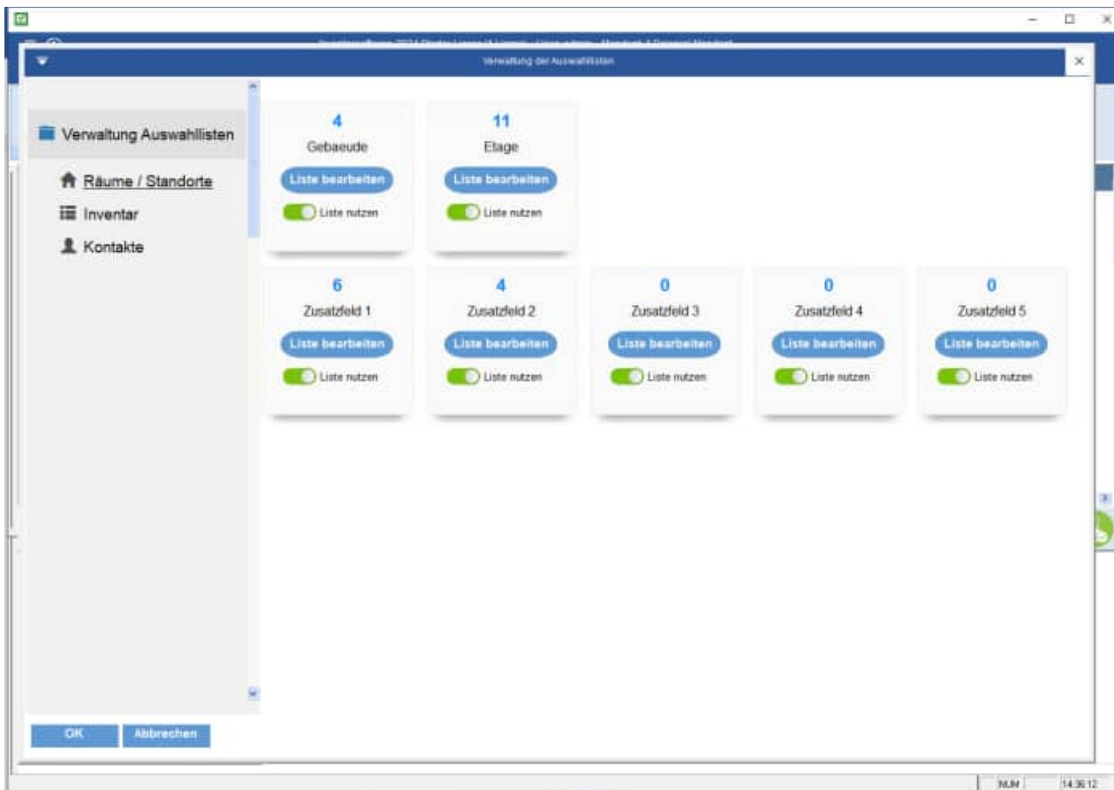 Verwaltung der Auswahllisten
Verwaltung Auswahllisten
Räume / Standorte
Inventar
Kontakte
4
11
Gebaeude
Etage
Liste bearbeiten
Liste bearbeiten
Liste nutzen
Liste nutzen
6
4
0
0
0
Zusatzfeld 1
Zusatzfeld 2
Zusatzfeld 3
Zusatzfeld 4
Zusatzfeld 5
Liste bearbeiten
Liste bearbeiten
Liste bearbeiten
Liste bearbeiten
Liste bearbeiten
Liste nutzen
Liste nutzen
Liste nutzen
Liste nutzen
Liste nutzen
OK
Abbrechen
NUM
14:36:12